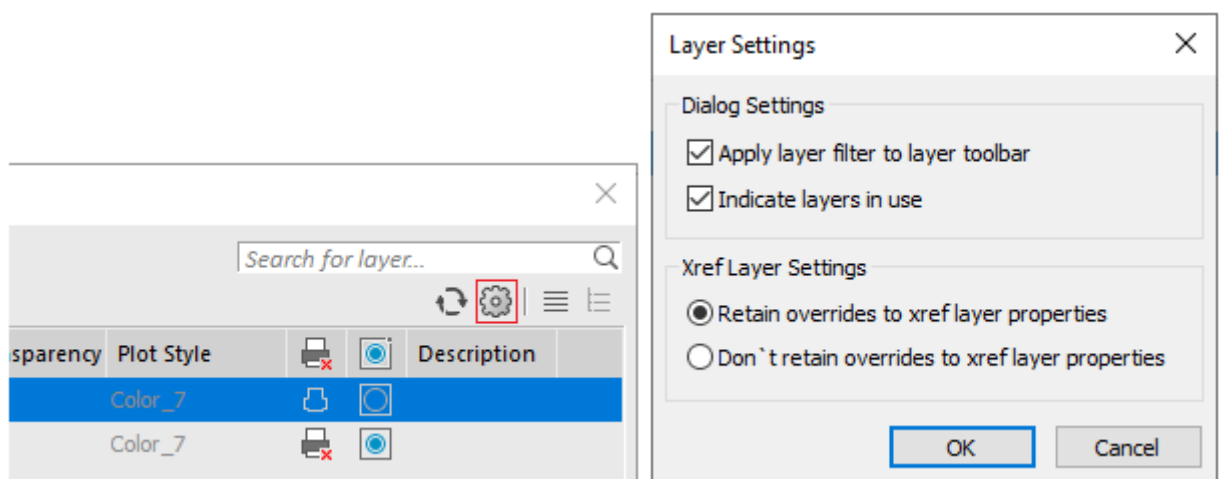 Search for layer...
sparency Plot Style Description
Color_7
Color_7
Layer Settings
Dialog Settings
Apply layer filter to layer toolbar
Indicate layers in use
Xref Layer Settings
Retain overrides to xref layer properties
Don`t retain overrides to xref layer properties
OK Cancel